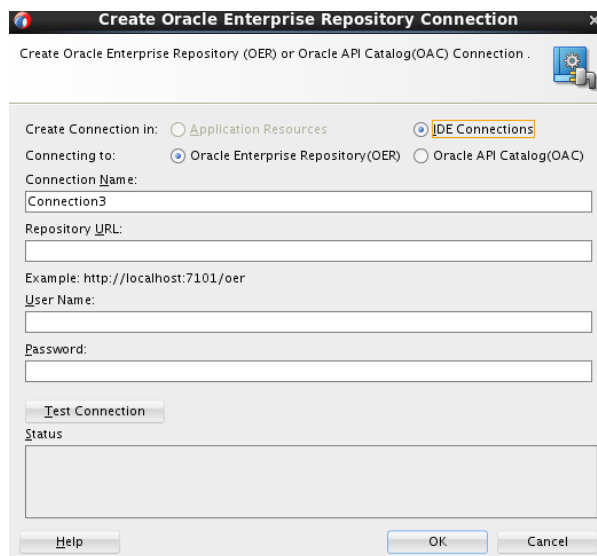 Create Oracle Enterprise Repository Connection
Create Oracle Enterprise Repository (OER) or Oracle API Catalog(OAC) Connection .
Create Connection in: Application Resources IDE Connections
Connecting to: Oracle Enterprise Repository(OER) Oracle API Catalog(OAC)
Connection Name:
Connection3
Repository URL:
Example: http://localhost:7101/oer
User Name:
Password:
Test Connection
Status
Help OK Cancel